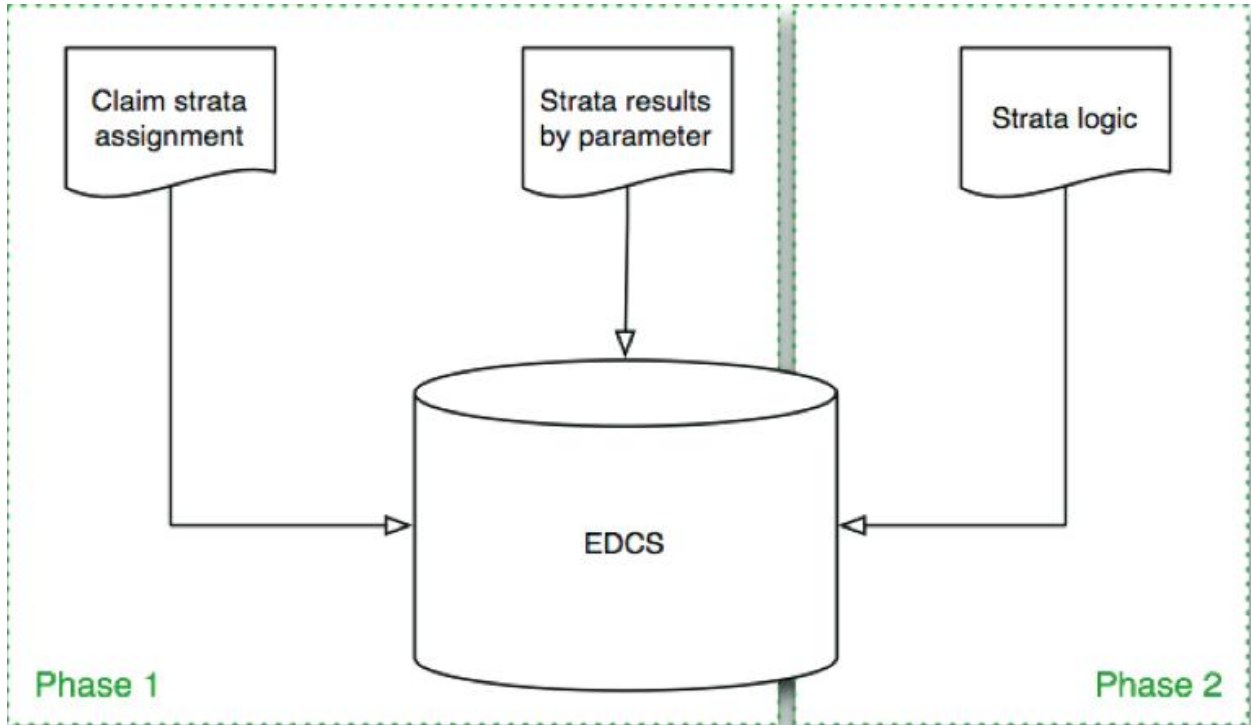 Claim strata
assignment
Strata results
by parameter
Strata logic
EDCS
Phase 1
Phase 2